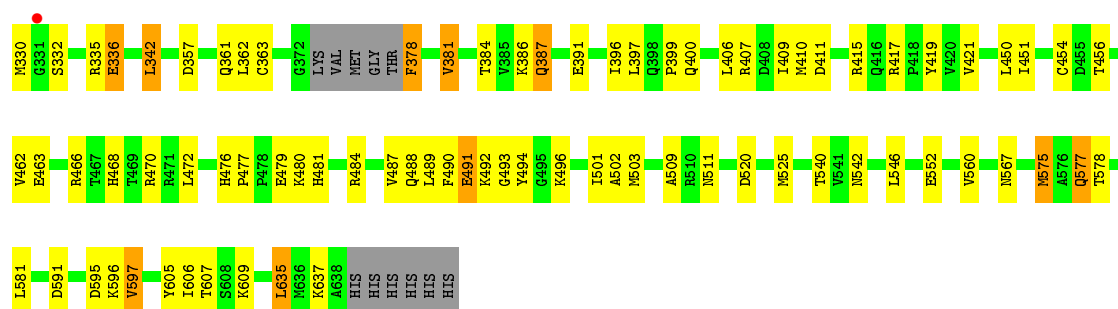 M330 G331 S332 R335 E336 L342 D357 Q361 L362 C363 G372 LYS VAL MET GLY THR F378 V381 T384 V385 K386 Q387 E391 I396 L397 Q398 P399 Q400 L406 R407 D408 I409 M410 D411 R415 Q416 R417 P418 Y419 V420 V421 L450 I451 C454 D455 T456
V462 E463 R466 T467 H468 T469 R470 R471 L472 H476 P477 P478 E479 K480 H481 R484 V487 Q488 L489 F490 E491 K492 G493 Y494 G495 K496 I501 A502 M503 A509 R510 N511 D520 M525 T540 V541 N542 L546 E552 V560 N567 M575 A576 Q577 T578
L581 D591 D595 K596 V597 Y605 I606 T607 S608 K609 L635 M636 K637 A638 HIS HIS HIS HIS HIS HIS